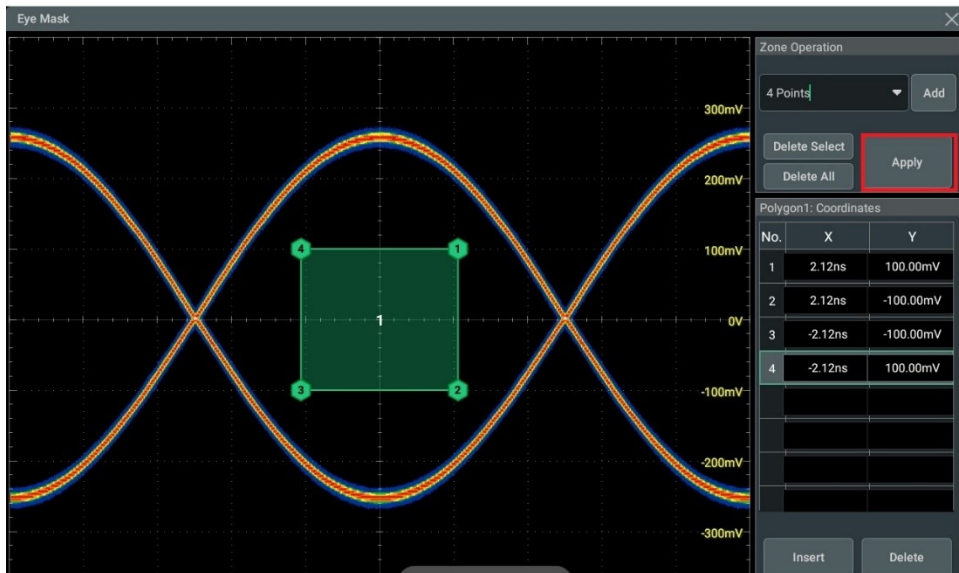 Eye Mask
Zone Operation
4 Points
Add
Delete Select
Delete All
Apply
300mV
200mV
100mV
0V
-100mV
-200mV
-300mV
4
1
1
3
2
Polygon1: Coordinates
No. X Y
1 2.12ns 100.00mV
2 2.12ns -100.00mV
3 -2.12ns -100.00mV
4 -2.12ns 100.00mV
Insert
Delete